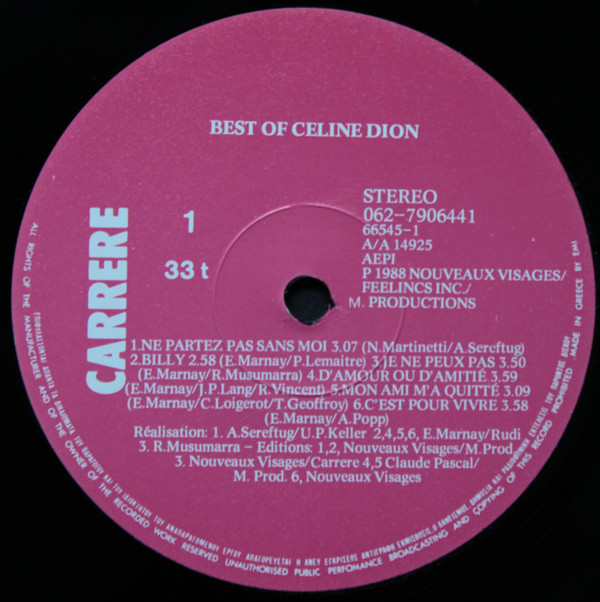 BEST OF CELINE DION
CARRERE
1
33 t
STEREO
062-7906441
66545-1
A/A 14925
AEPI
P 1988 NOUVEAUX VISAGES/
FEELINCS INC./
M. PRODUCTIONS
1.NE PARTEZ PAS SANS MOI 3.07 (N.Martinetti/A.Sereftug)
2.BILLY 2.58 (E.Marnay/P.Lemaitre) 3.JE NE PEUX PAS 3.50
(E.Marnay/R.Musumarra) 4.D'AMOUR OU D'AMITIÉ 3.59
(E.Marnay/J.P.Lang/R.Vincent) 5.MON AMI M'A QUITTÉ 3.09
(E.Marnay/C.Loigerot/T.Geoffroy) 6.C'EST POUR VIVRE 3.58
(E.Marnay/A.Popp)
Réalisation: 1. A.Sereftug/U.P.Keller 2,4,5,6, E.Marnay/Rudi
3. R.Musumarra - Editions: 1,2, Nouveaux Visages/M.Prod.
3. Nouveaux Visages/Carrere 4,5 Claude Pascal/
M. Prod. 6, Nouveaux Visages
ALL RIGHTS OF THE MANUFACTURER AND OF THE OWNER OF THE RECORDED WORK RESERVED UNAUTHORISED PUBLIC PERFOMANCE BROADCASTING AND COPYING OF THIS RECORD PROHIBITED MADE IN GREECE BY EMI